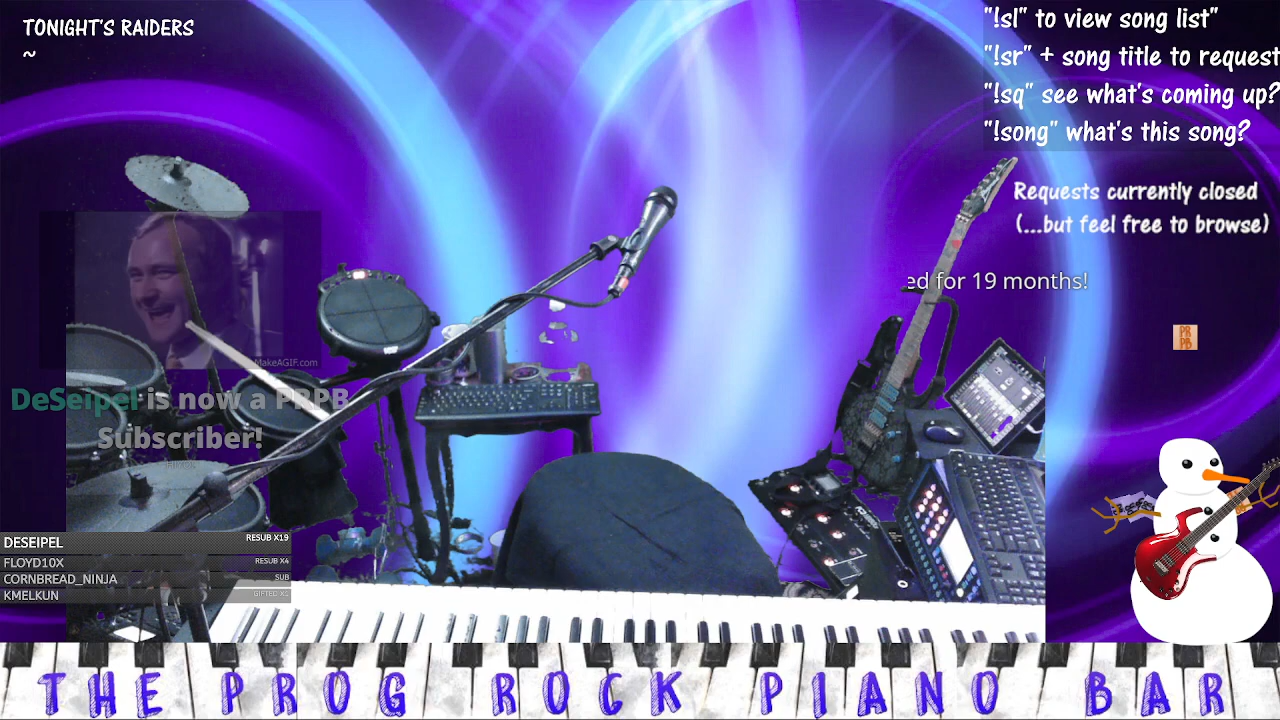 TONIGHT'S RAIDERS
~
"!sl" to view song list"
"!sr" + song title to request
"!sq" see what's coming up?
"!song" what's this song?
Requests currently closed
(...but feel free to browse)
ed for 19 months!
PR
PB
MakeAGIF.com
DeSeipel is now a PRPB
Subscriber!
DESEIPEL RESUB X19
FLOYD10X RESUB X4
CORNBREAD_NINJA SUB
KMELKUN
THE PROG ROCK PIANO BAR